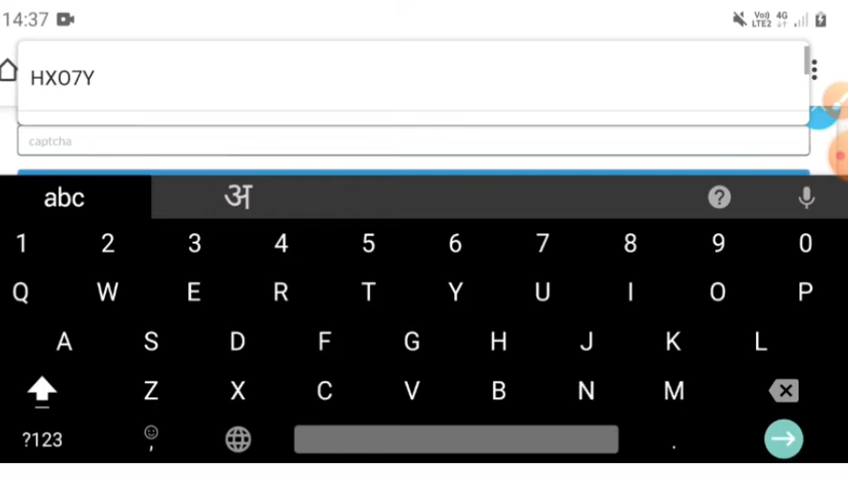 14:37 Vo)) 4G
LTE2
HXO7Y
captcha
abc अ ?
1 2 3 4 5 6 7 8 9 0
Q W E R T Y U I O P
A S D F G H J K L
Z X C V B N M
?123 , .